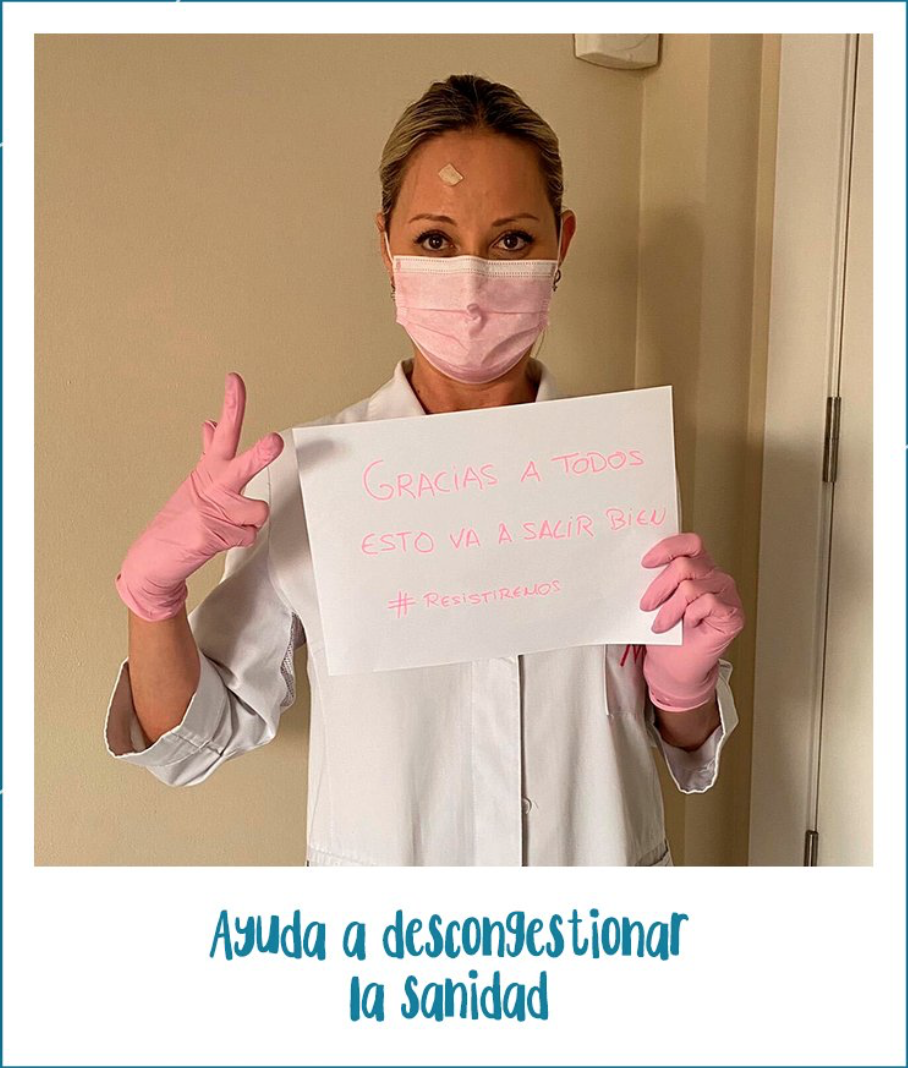 GRACIAS A TODOS
ESTO VA A SALIR BIEN
# RESISTIREMOS
Ayuda a descongestionar
la sanidad